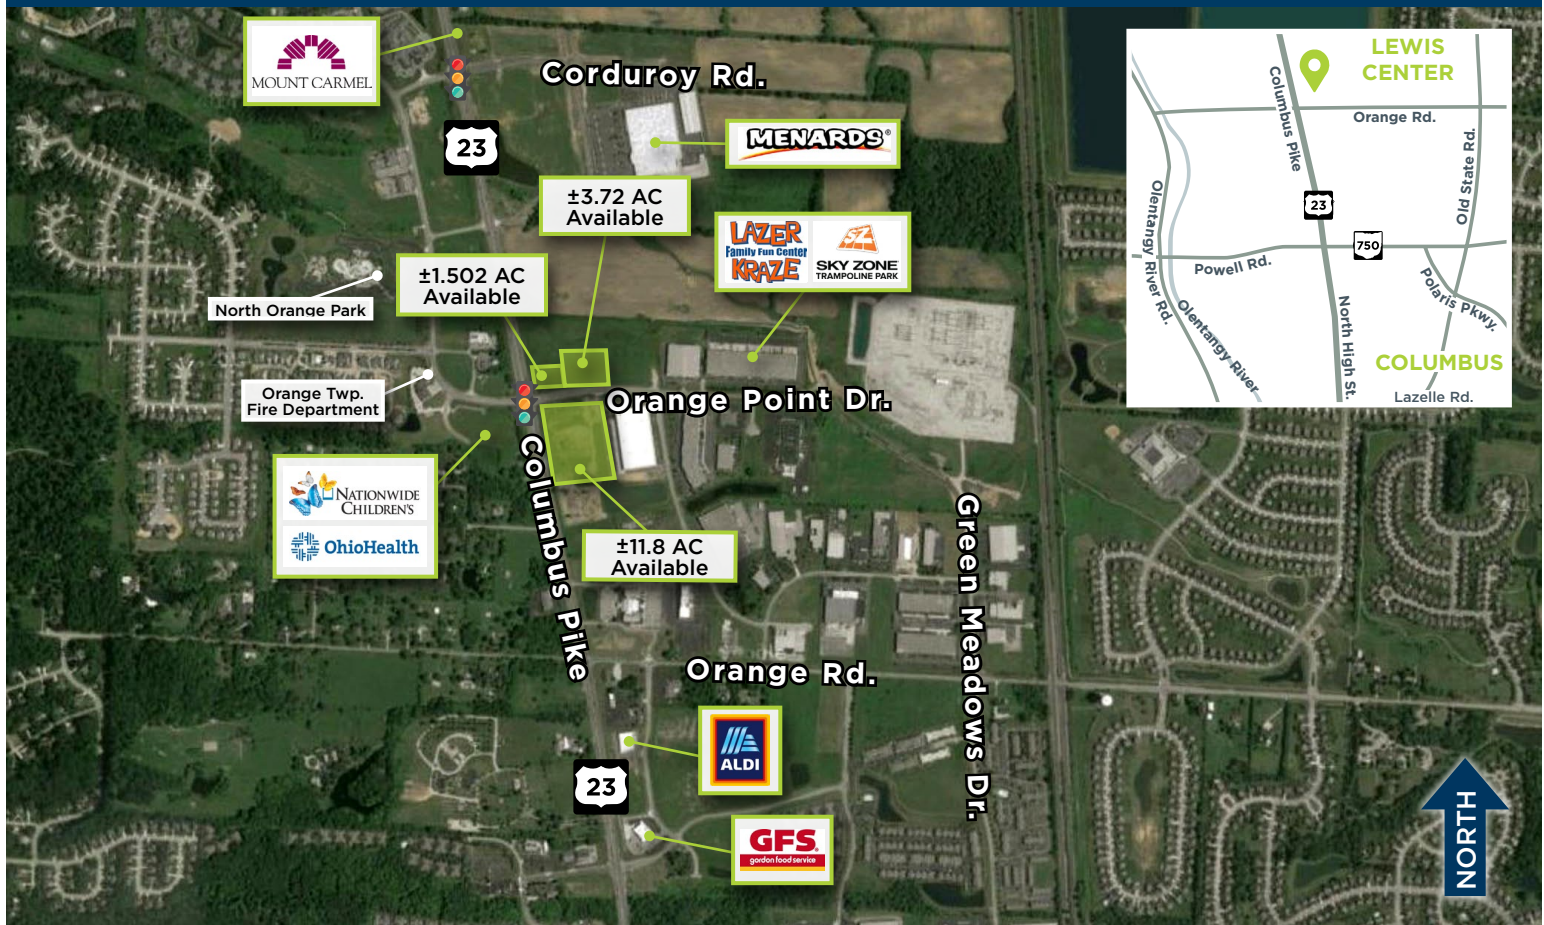 MOUNT CARMEL
Corduroy Rd.
23
MENARDS®
±3.72 AC
Available
LAZER
Family Fun Center
KRAZE
SZ
SKY ZONE
TRAMPOLINE PARK
±1.502 AC
Available
North Orange Park
Orange Twp.
Fire Department
Orange Point Dr.
NATIONWIDE
CHILDREN'S
OhioHealth
±11.8 AC
Available
Columbus Pike
Green Meadows Dr.
Orange Rd.
ALDI
23
GFS.
gordon food service
LEWIS
CENTER
Columbus Pike
Orange Rd.
Old State Rd.
23
750
Olentangy River Rd.
Powell Rd.
Polaris Pkwy.
Olentangy River
North High St.
COLUMBUS
Lazelle Rd.
NORTH